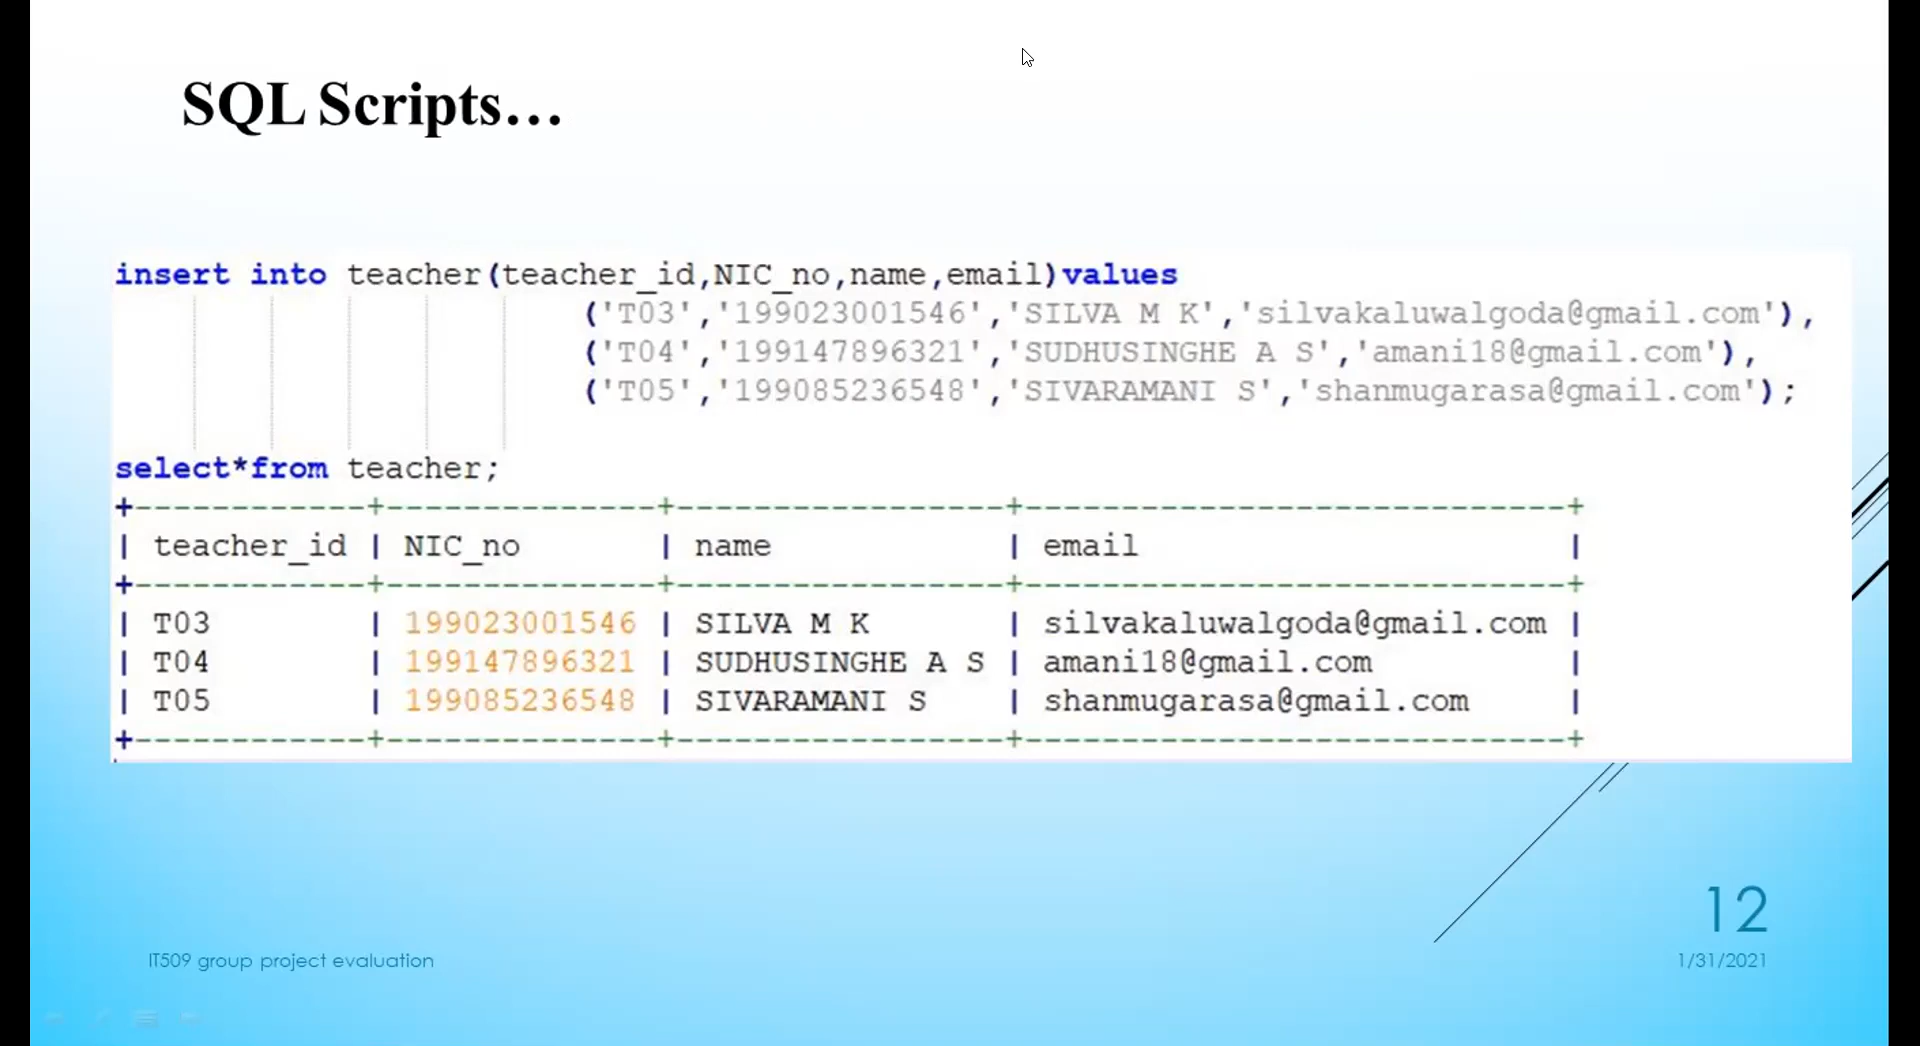 SQL Scripts...
insert into teacher(teacher_id,NIC_no,name,email)values
('T03','199023001546','SILVA M K','silvakaluwalgoda@gmail.com'),
('T04','199147896321','SUDHUSINGHE A S','amani18@gmail.com'),
('T05','199085236548','SIVARAMANI S','shanmugarasa@gmail.com');
select*from teacher;
+------------+--------------+-----------------+----------------------------+
| teacher_id | NIC_no | name | email |
+------------+--------------+-----------------+----------------------------+
| T03 | 199023001546 | SILVA M K | silvakaluwalgoda@gmail.com |
| T04 | 199147896321 | SUDHUSINGHE A S | amani18@gmail.com |
| T05 | 199085236548 | SIVARAMANI S | shanmugarasa@gmail.com |
+------------+--------------+-----------------+----------------------------+
12
IT509 group project evaluation
1/31/2021